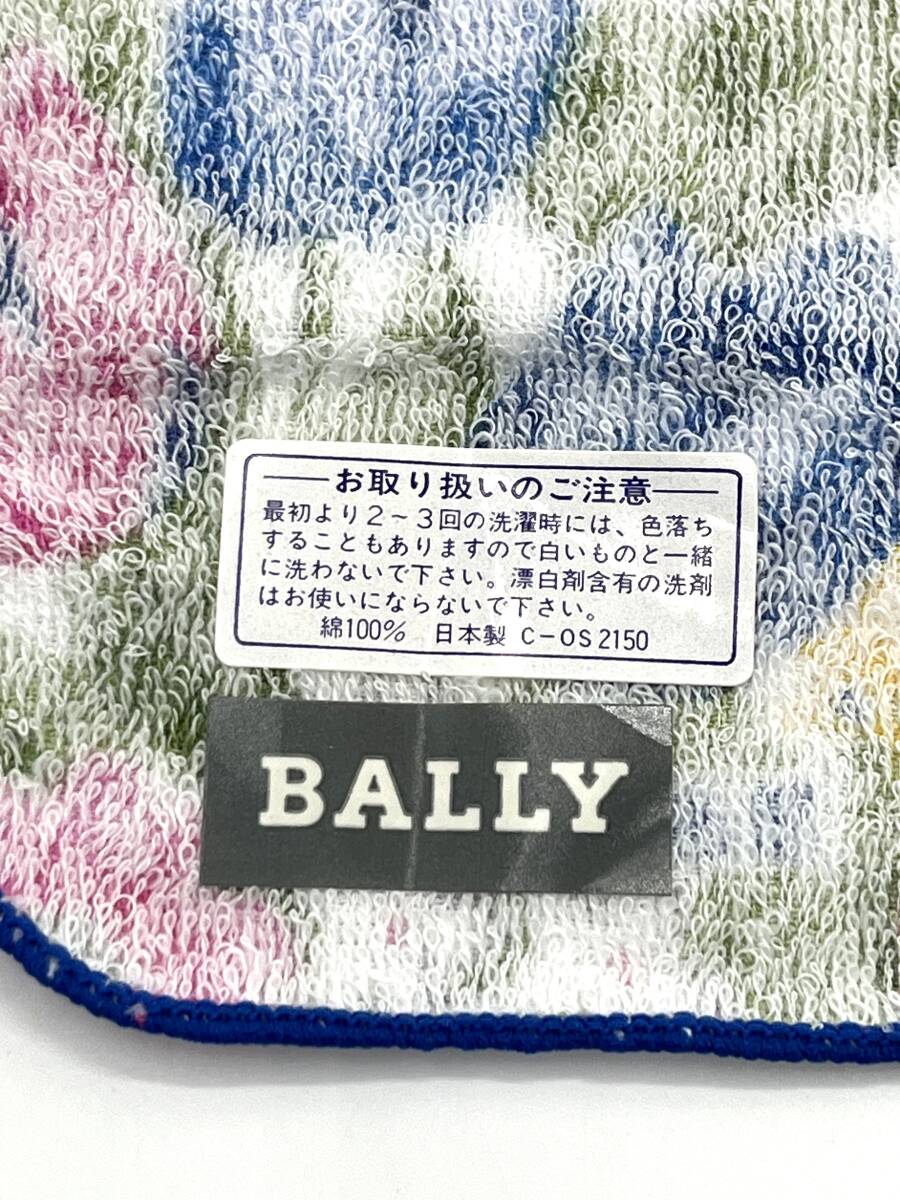 お取り扱いのご注意
最初より2～3回の洗濯時には、色落ち
することもありますので白いものと一緒
に洗わないで下さい。漂白剤含有の洗剤
はお使いにならないで下さい。
綿100% 日本製 C-OS2150
BALLY